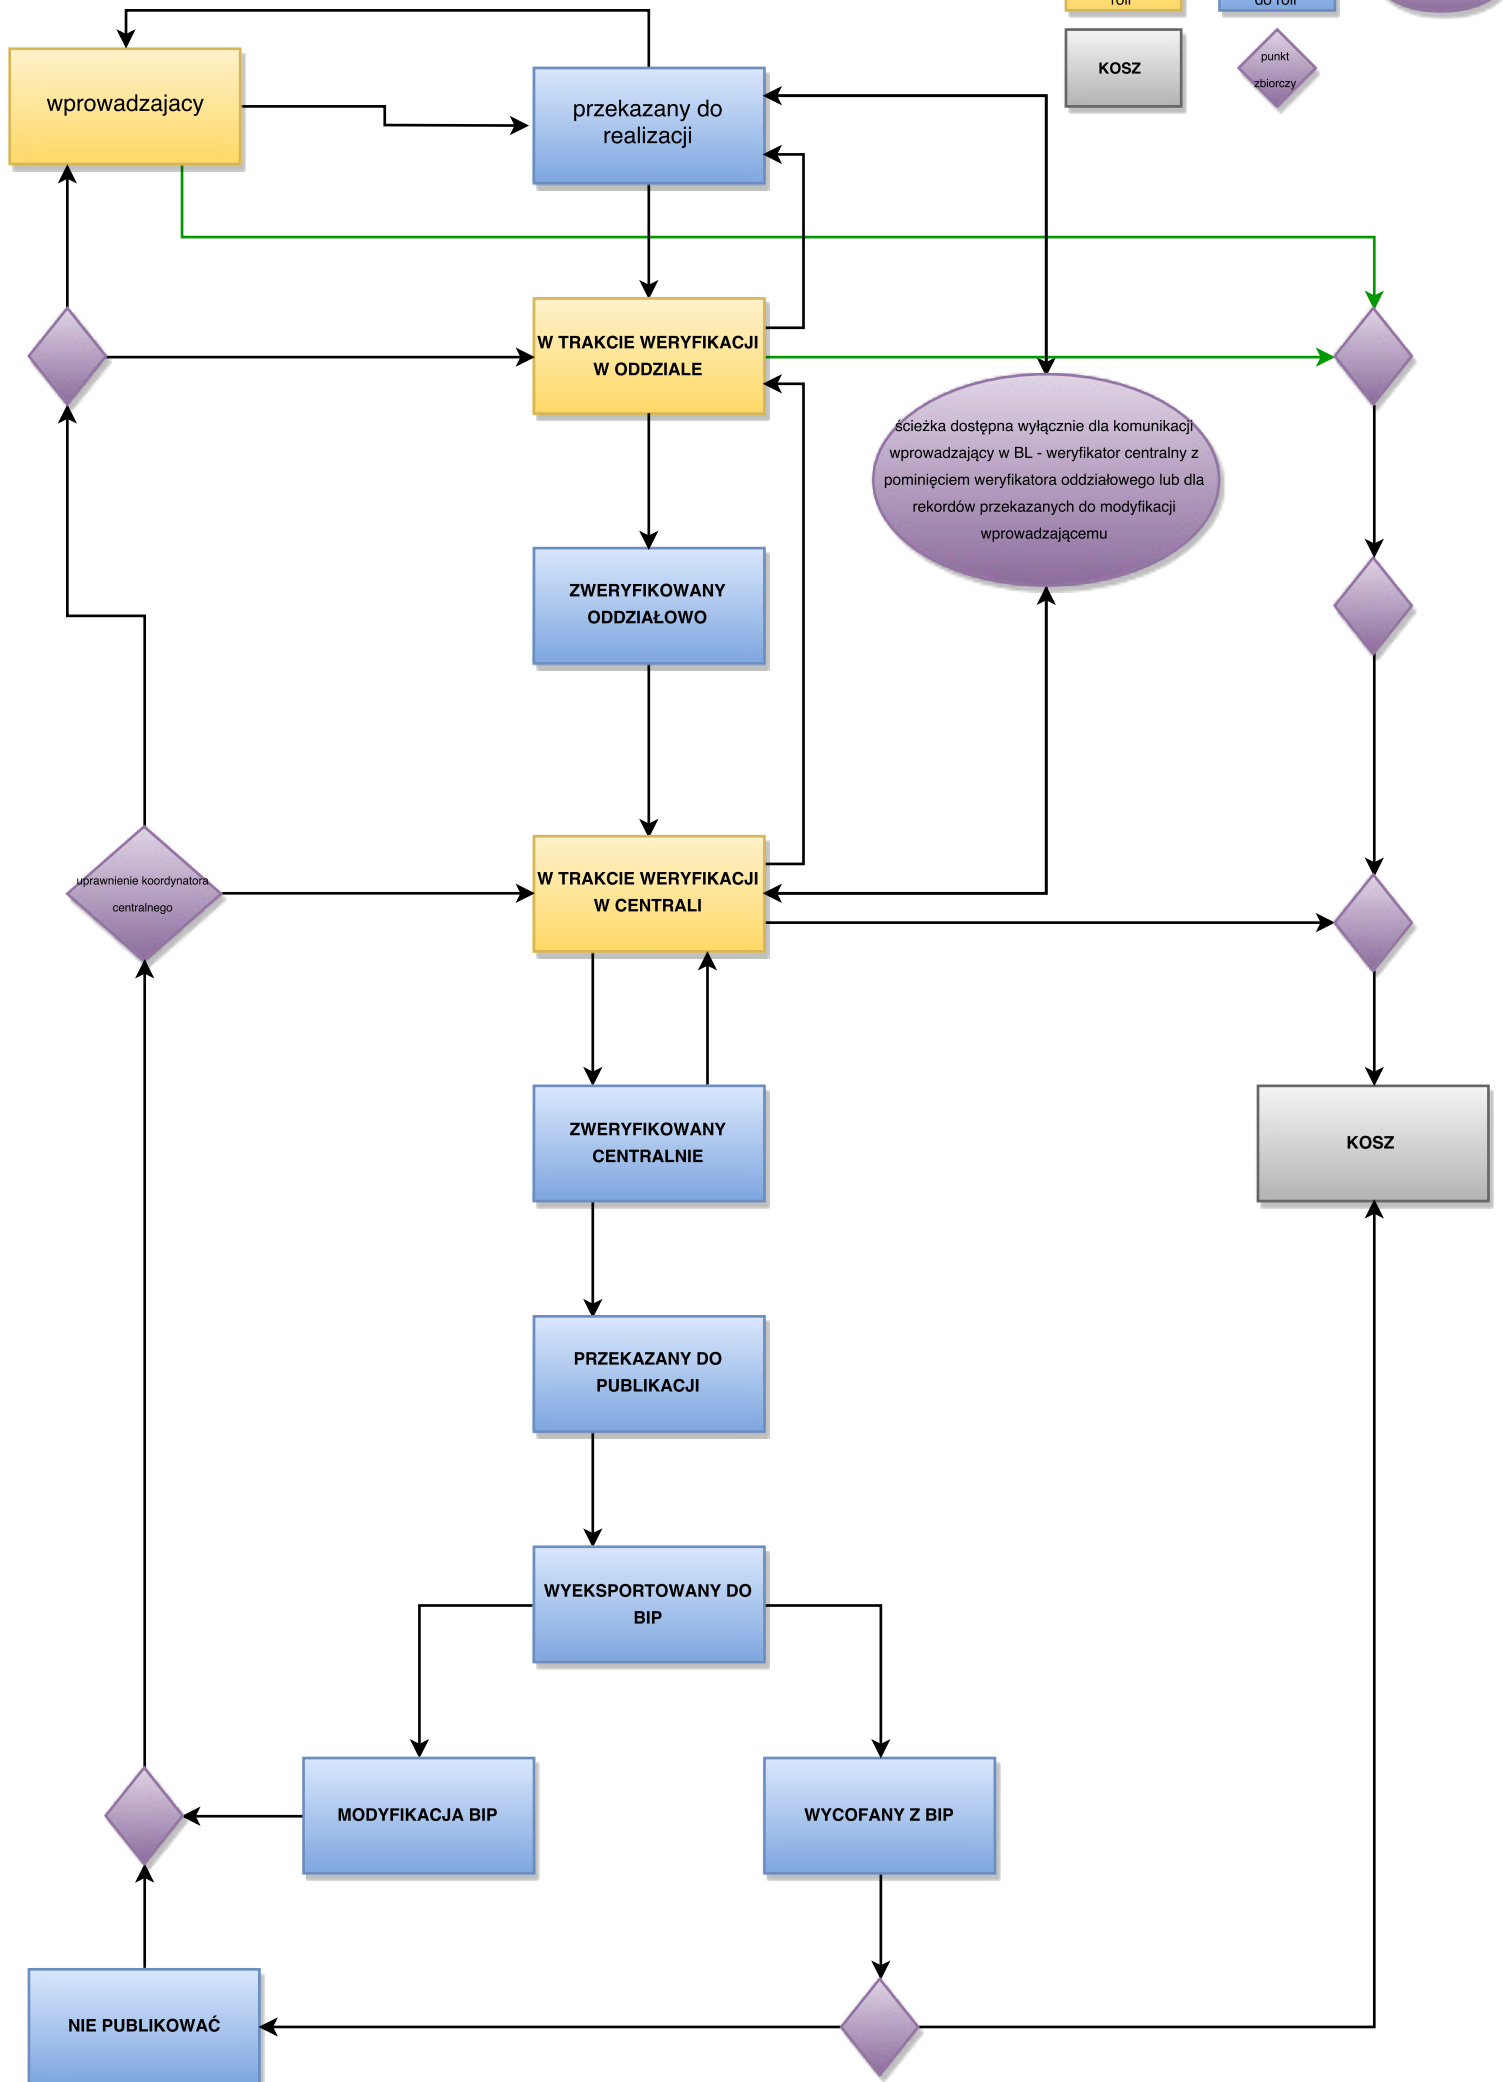 do roli
KOSZ
punkt
zbiorczy
wprowadzajacy
przekazany do
realizacji
W TRAKCIE WERYFIKACJI
W ODDZIALE
ścieżka dostępna wyłącznie dla komunikacji
wprowadzający w BL - weryfikator centralny z
pominięciem weryfikatora oddziałowego lub dla
rekordów przekazanych do modyfikacji
wprowadzającemu
ZWERYFIKOWANY
ODDZIAŁOWO
uprawnienie koordynatora
centralnego
W TRAKCIE WERYFIKACJI
W CENTRALI
ZWERYFIKOWANY
CENTRALNIE
KOSZ
PRZEKAZANY DO
PUBLIKACJI
WYEKSPORTOWANY DO
BIP
MODYFIKACJA BIP
WYCOFANY Z BIP
NIE PUBLIKOWAĆ